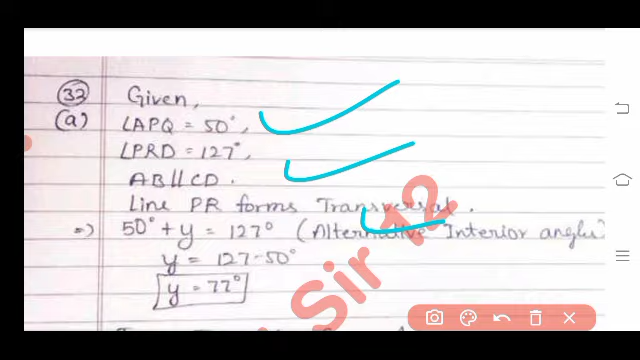 (32) Given,
(a) ∠APQ = 50°,
∠PRD = 127°,
AB || CD.
Line PR forms Transversal.
=) 50° + y = 127° (Alternative Interior angles)
y = 127-50°
y = 77°
Sir 12